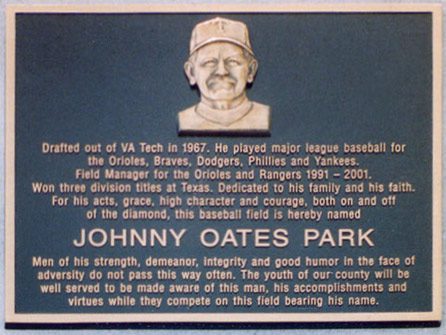 Drafted out of VA Tech in 1967. He played major league baseball for
the Orioles, Braves, Dodgers, Phillies and Yankees.
Field Manager for the Orioles and Rangers 1991 – 2001.
Won three division titles at Texas. Dedicated to his family and his faith.
For his acts, grace, high character and courage, both on and off
of the diamond, this baseball field is hereby named
JOHNNY OATES PARK
Men of his strength, demeanor, integrity and good humor in the face of
adversity do not pass this way often. The youth of our county will be
well served to be made aware of this man, his accomplishments and
virtues while they compete on this field bearing his name.